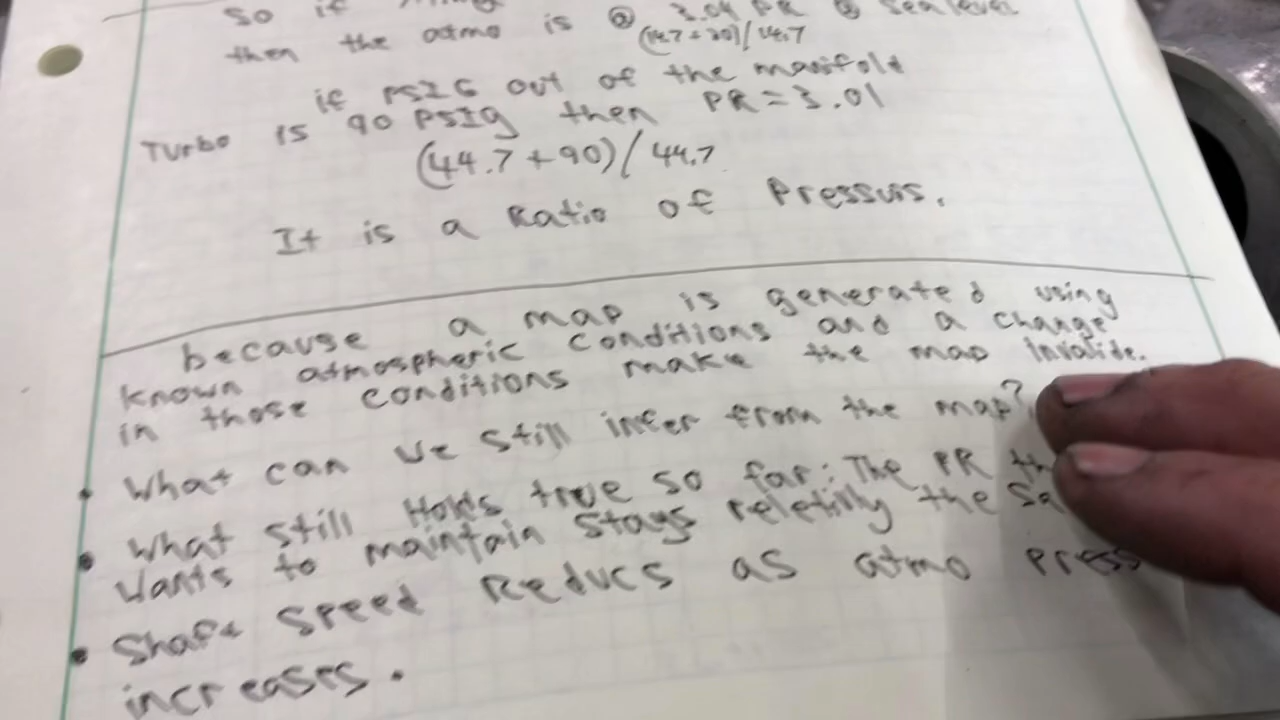 So if
then the atmo is @ 3.04 PR @ Sea level
(14.7 + 30)/14.7
if PSIG out of the manifold
Turbo is 90 PSIg then PR = 3.01
(44.7 + 90)/44.7
It is a Ratio of Pressurs.
because a map is generated using
known atmospheric conditions and a change
in those conditions make the map invalide.
• What can we still infer from the map?
• What still Holds true so far: The PR th
wants to maintain stays reletivly the Sa
• Shaft Speed Reducs as atmo press
increases.